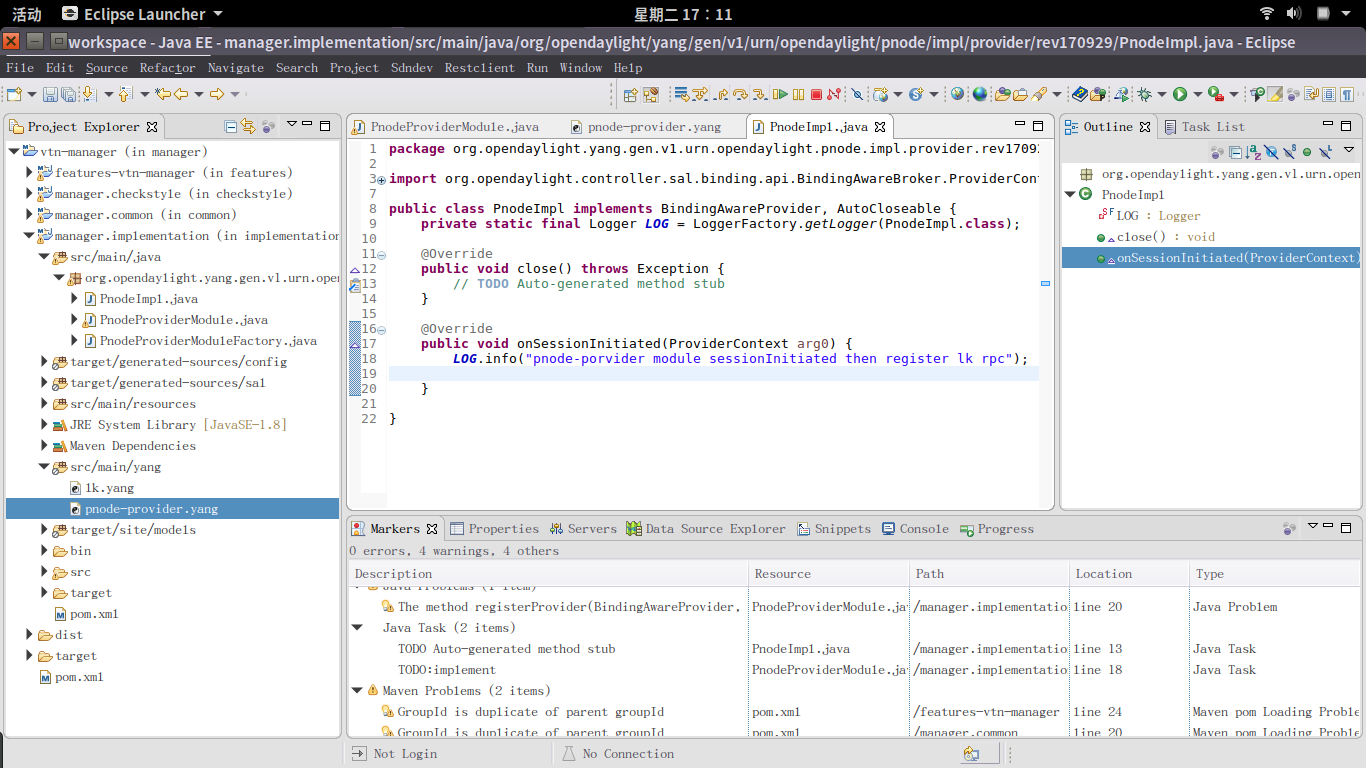 活动 Eclipse Launcher 星期二 17：11
workspace - Java EE - manager.implementation/src/main/java/org/opendaylight/yang/gen/v1/urn/opendaylight/pnode/impl/provider/rev170929/PnodeImpl.java - Eclipse
File Edit Source Refactor Navigate Search Project Sdndev Restclient Run Window Help
Project Explorer
vtn-manager (in manager)
features-vtn-manager (in features)
manager.checkstyle (in checkstyle)
manager.common (in common)
manager.implementation (in implementation
src/main/java
org.opendaylight.yang.gen.v1.urn.ope
PnodeImpl.java
PnodeProviderModule.java
PnodeProviderModuleFactory.java
target/generated-sources/config
target/generated-sources/sal
src/main/resources
JRE System Library [JavaSE-1.8]
Maven Dependencies
src/main/yang
lk.yang
pnode-provider.yang
target/site/models
bin
src
target
pom.xml
dist
target
pom.xml
PnodeProviderModule.java pnode-provider.yang PnodeImpl.java
1 package org.opendaylight.yang.gen.v1.urn.opendaylight.pnode.impl.provider.rev17092
2
3 import org.opendaylight.controller.sal.binding.api.BindingAwareBroker.ProviderCon
7
8 public class PnodeImpl implements BindingAwareProvider, AutoCloseable {
9 private static final Logger LOG = LoggerFactory.getLogger(PnodeImpl.class);
10
11 @Override
12 public void close() throws Exception {
13 // TODO Auto-generated method stub
14 }
15
16 @Override
17 public void onSessionInitiated(ProviderContext arg0) {
18 LOG.info("pnode-porvider module sessionInitiated then register lk rpc");
19
20 }
21
22 }
Outline Task List
org.opendaylight.yang.gen.v1.urn.open
PnodeImpl
LOG : Logger
close() : void
onSessionInitiated(ProviderContext)
Markers Properties Servers Data Source Explorer Snippets Console Progress
0 errors, 4 warnings, 4 others
Description Resource Path Location Type
Java Problems (1 item)
The method registerProvider(BindingAwareProvider, PnodeProviderModule.ja /manager.implementatio line 20 Java Problem
Java Task (2 items)
TODO Auto-generated method stub PnodeImpl.java /manager.implementatio line 13 Java Task
TODO:implement PnodeProviderModule.ja /manager.implementatio line 18 Java Task
Maven Problems (2 items)
GroupId is duplicate of parent groupId pom.xml /features-vtn-manager line 24 Maven pom Loading Proble
GroupId is duplicate of parent groupId pom.xml /manager.common line 20 Maven pom Loading Proble
Not Login No Connection